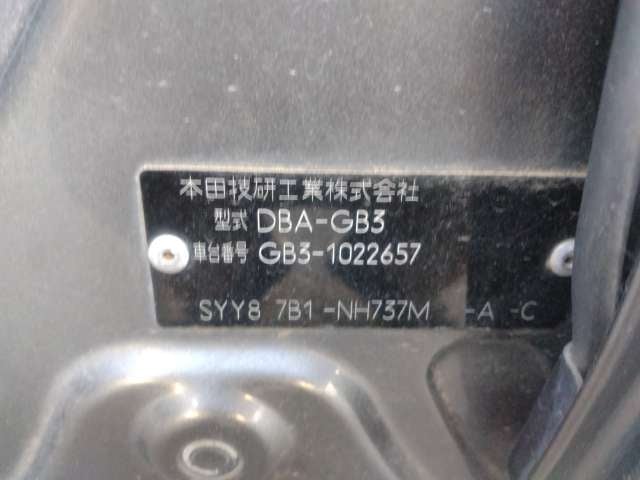 本田技研工業株式会社
型式 DBA-GB3
車台番号 GB3-1022657
SYY8 7B1-NH737M -A -C